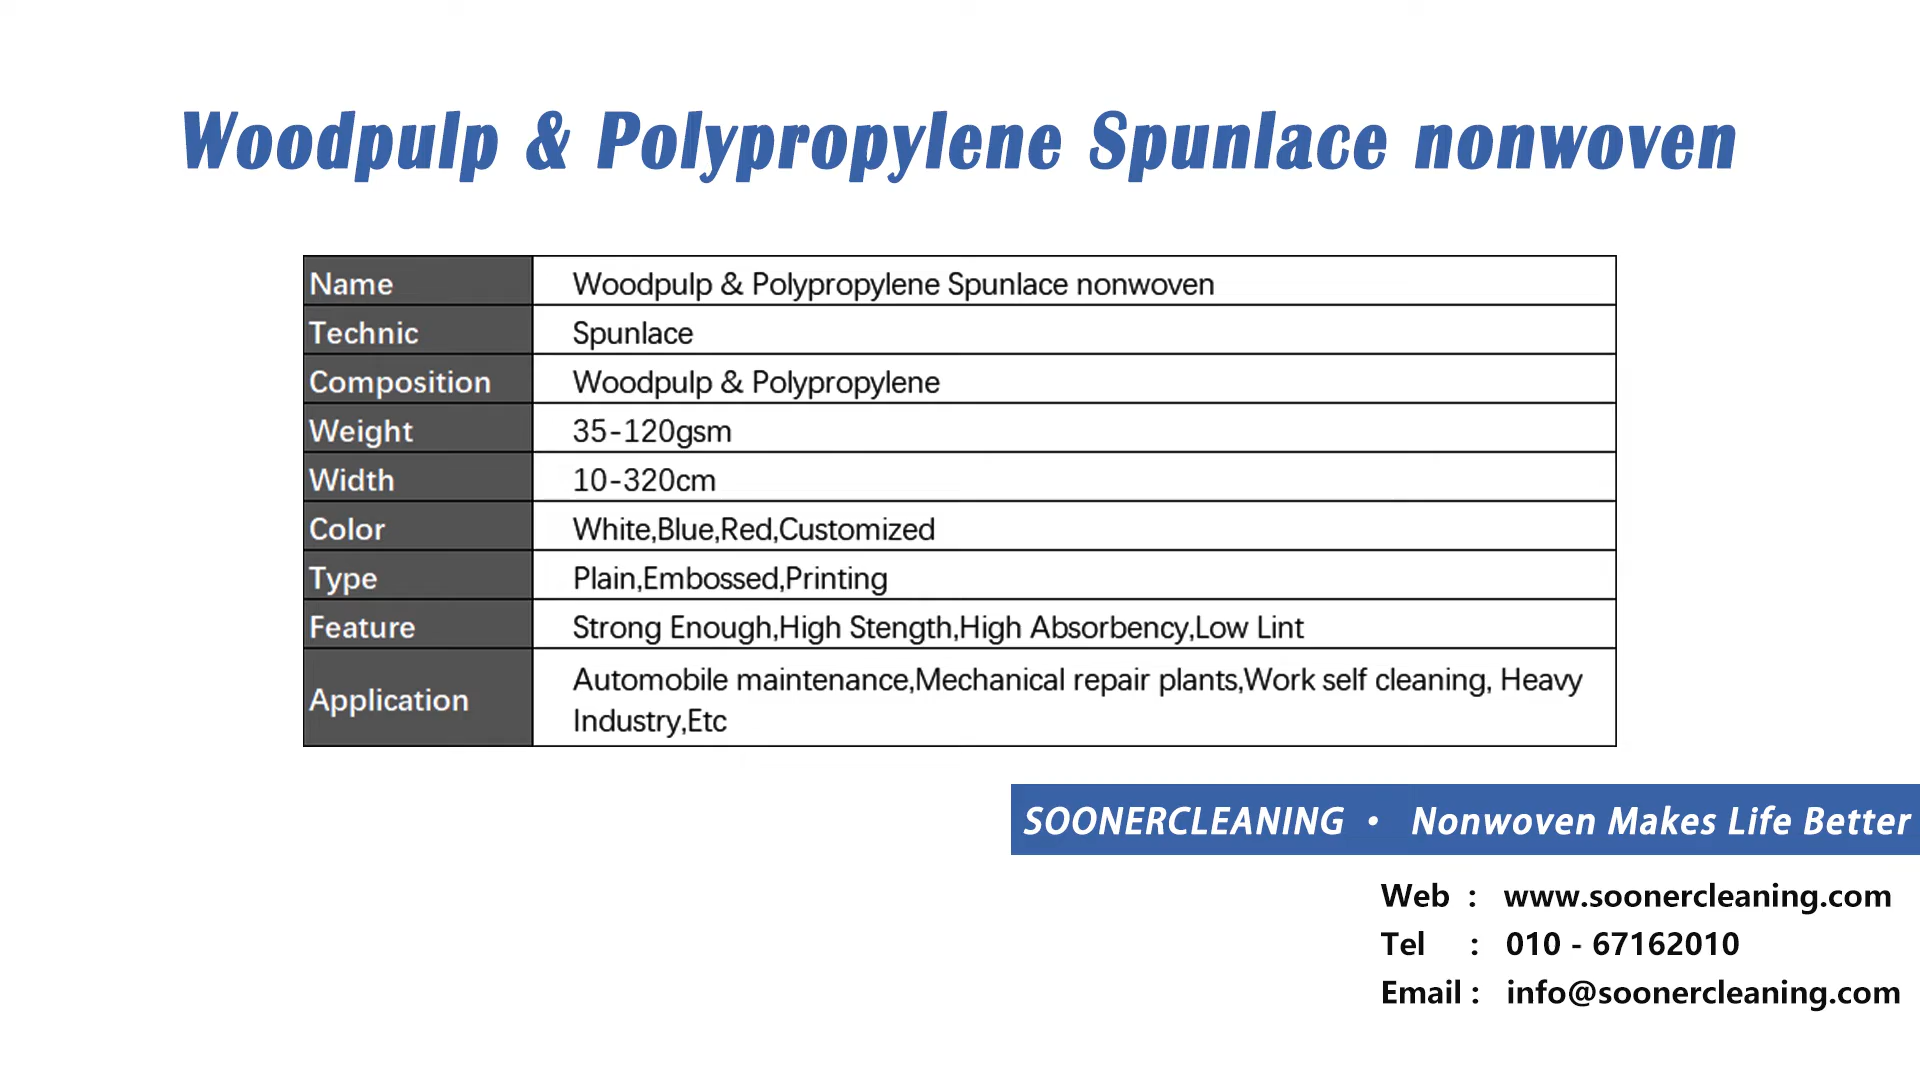 Woodpulp & Polypropylene Spunlace nonwoven
Name Woodpulp & Polypropylene Spunlace nonwoven
Technic Spunlace
Composition Woodpulp & Polypropylene
Weight 35-120gsm
Width 10-320cm
Color White,Blue,Red,Customized
Type Plain,Embossed,Printing
Feature Strong Enough,High Stength,High Absorbency,Low Lint
Application Automobile maintenance,Mechanical repair plants,Work self cleaning, Heavy
Industry,Etc
SOONERCLEANING • Nonwoven Makes Life Better
Web : www.soonercleaning.com
Tel : 010 - 67162010
Email : info@soonercleaning.com